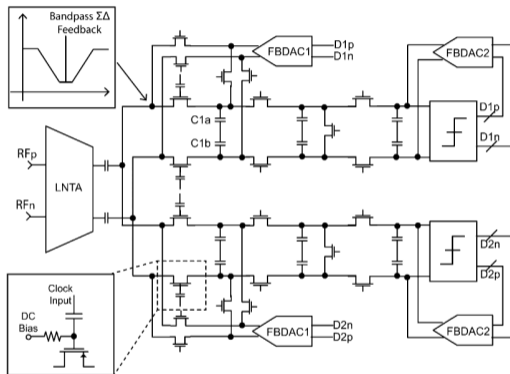 Bandpass ΣΔ
Feedback
FBDAC1
D1p
D1n
FBDAC2
C1a
C1b
D1p
D1n
RFp
LNTA
RFn
D2n
D2p
Clock
Input
DC
Bias
FBDAC1
D2n
D2p
FBDAC2